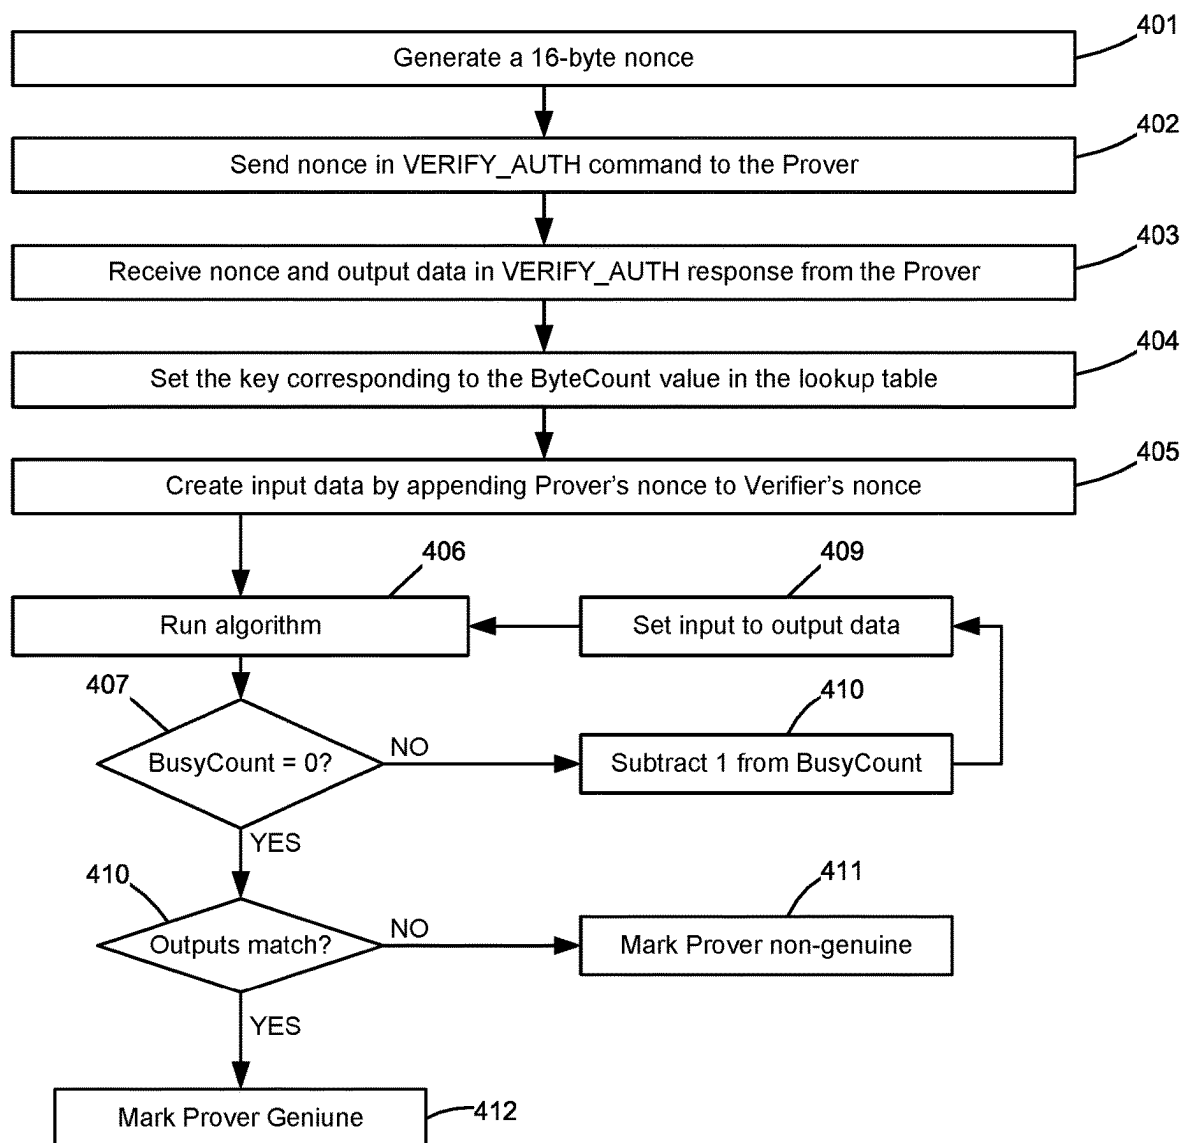 401
Generate a 16-byte nonce
402
Send nonce in VERIFY_AUTH command to the Prover
403
Receive nonce and output data in VERIFY_AUTH response from the Prover
404
Set the key corresponding to the ByteCount value in the lookup table
405
Create input data by appending Prover's nonce to Verifier's nonce
406
409
Run algorithm
Set input to output data
407
410
BusyCount = 0?
NO
Subtract 1 from BusyCount
YES
410
411
Outputs match?
NO
Mark Prover non-genuine
YES
Mark Prover Geniune
412